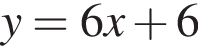 y = 6x + 6